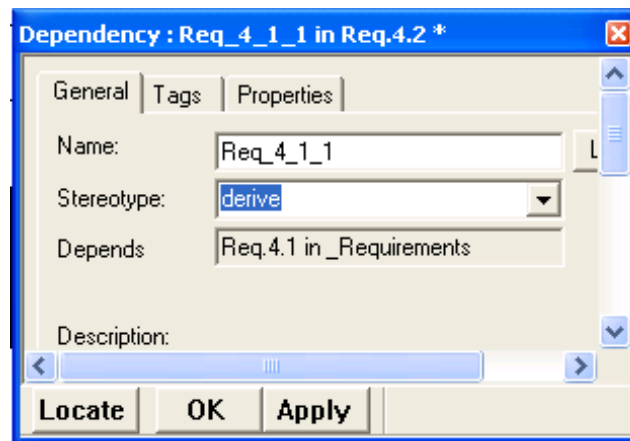 Dependency : Req_4_1_1 in Req.4.2 *
General Tags Properties
Name: Req_4_1_1 L
Stereotype: derive
Depends Req.4.1 in _Requirements
Description:
Locate OK Apply